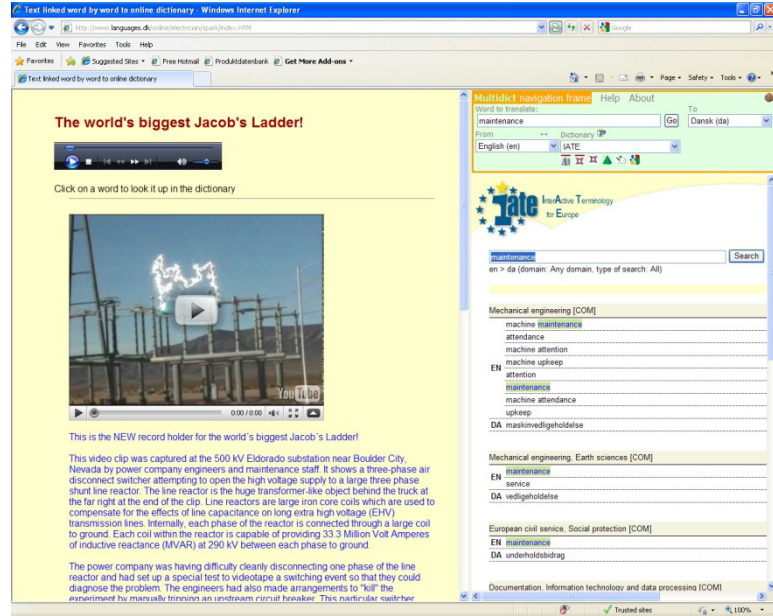 Text linked word by word to online dictionary - Windows Internet Explorer
http://www.languages.dk/online/electrician/spark/index.HTM
Google
File Edit View Favorites Tools Help
Favorites Suggested Sites Free Hotmail Produktdatenbank Get More Add-ons
Text linked word by word to online dictionary
Page Safety Tools
The world's biggest Jacob's Ladder!
Click on a word to look it up in the dictionary
You Tube
0:00 / 0:00
This is the NEW record holder for the world´s biggest Jacob´s Ladder!
This video clip was captured at the 500 kV Eldorado substation near Boulder City,
Nevada by power company engineers and maintenance staff. It shows a three-phase air
disconnect switcher attempting to open the high voltage supply to a large three phase
shunt line reactor. The line reactor is the huge transformer-like object behind the truck at
the far right at the end of the clip. Line reactors are large iron core coils which are used to
compensate for the effects of line capacitance on long extra high voltage (EHV)
transmission lines. Internally, each phase of the reactor is connected through a large coil
to ground. Each coil within the reactor is capable of providing 33.3 Million Volt Amperes
of inductive reactance (MVAR) at 290 kV between each phase to ground.
The power company was having difficulty cleanly disconnecting one phase of the line
reactor and had set up a special test to videotape a switching event so that they could
diagnose the problem. The engineers had also made arrangements to "kill" the
experiment by manually tripping an upstream circuit breaker. This particular switcher
Multidict navigation frame Help About
Word to translate: To
maintenance Go Dansk (da)
From ↔ Dictionary
English (en) IATE
iate InterActive Terminology
for Europe
maintenance Search
en > da (domain: Any domain, type of search: All)
Mechanical engineering [COM]
machine maintenance
attendance
machine attention
machine upkeep
EN attention
maintenance
machine attendance
upkeep
DA maskinvedligeholdelse
Mechanical engineering, Earth sciences [COM]
EN maintenance
service
DA vedligeholdelse
European civil service, Social protection [COM]
EN maintenance
DA underholdsbidrag
Documentation, Information technology and data processing [COM]
Trusted sites 100%